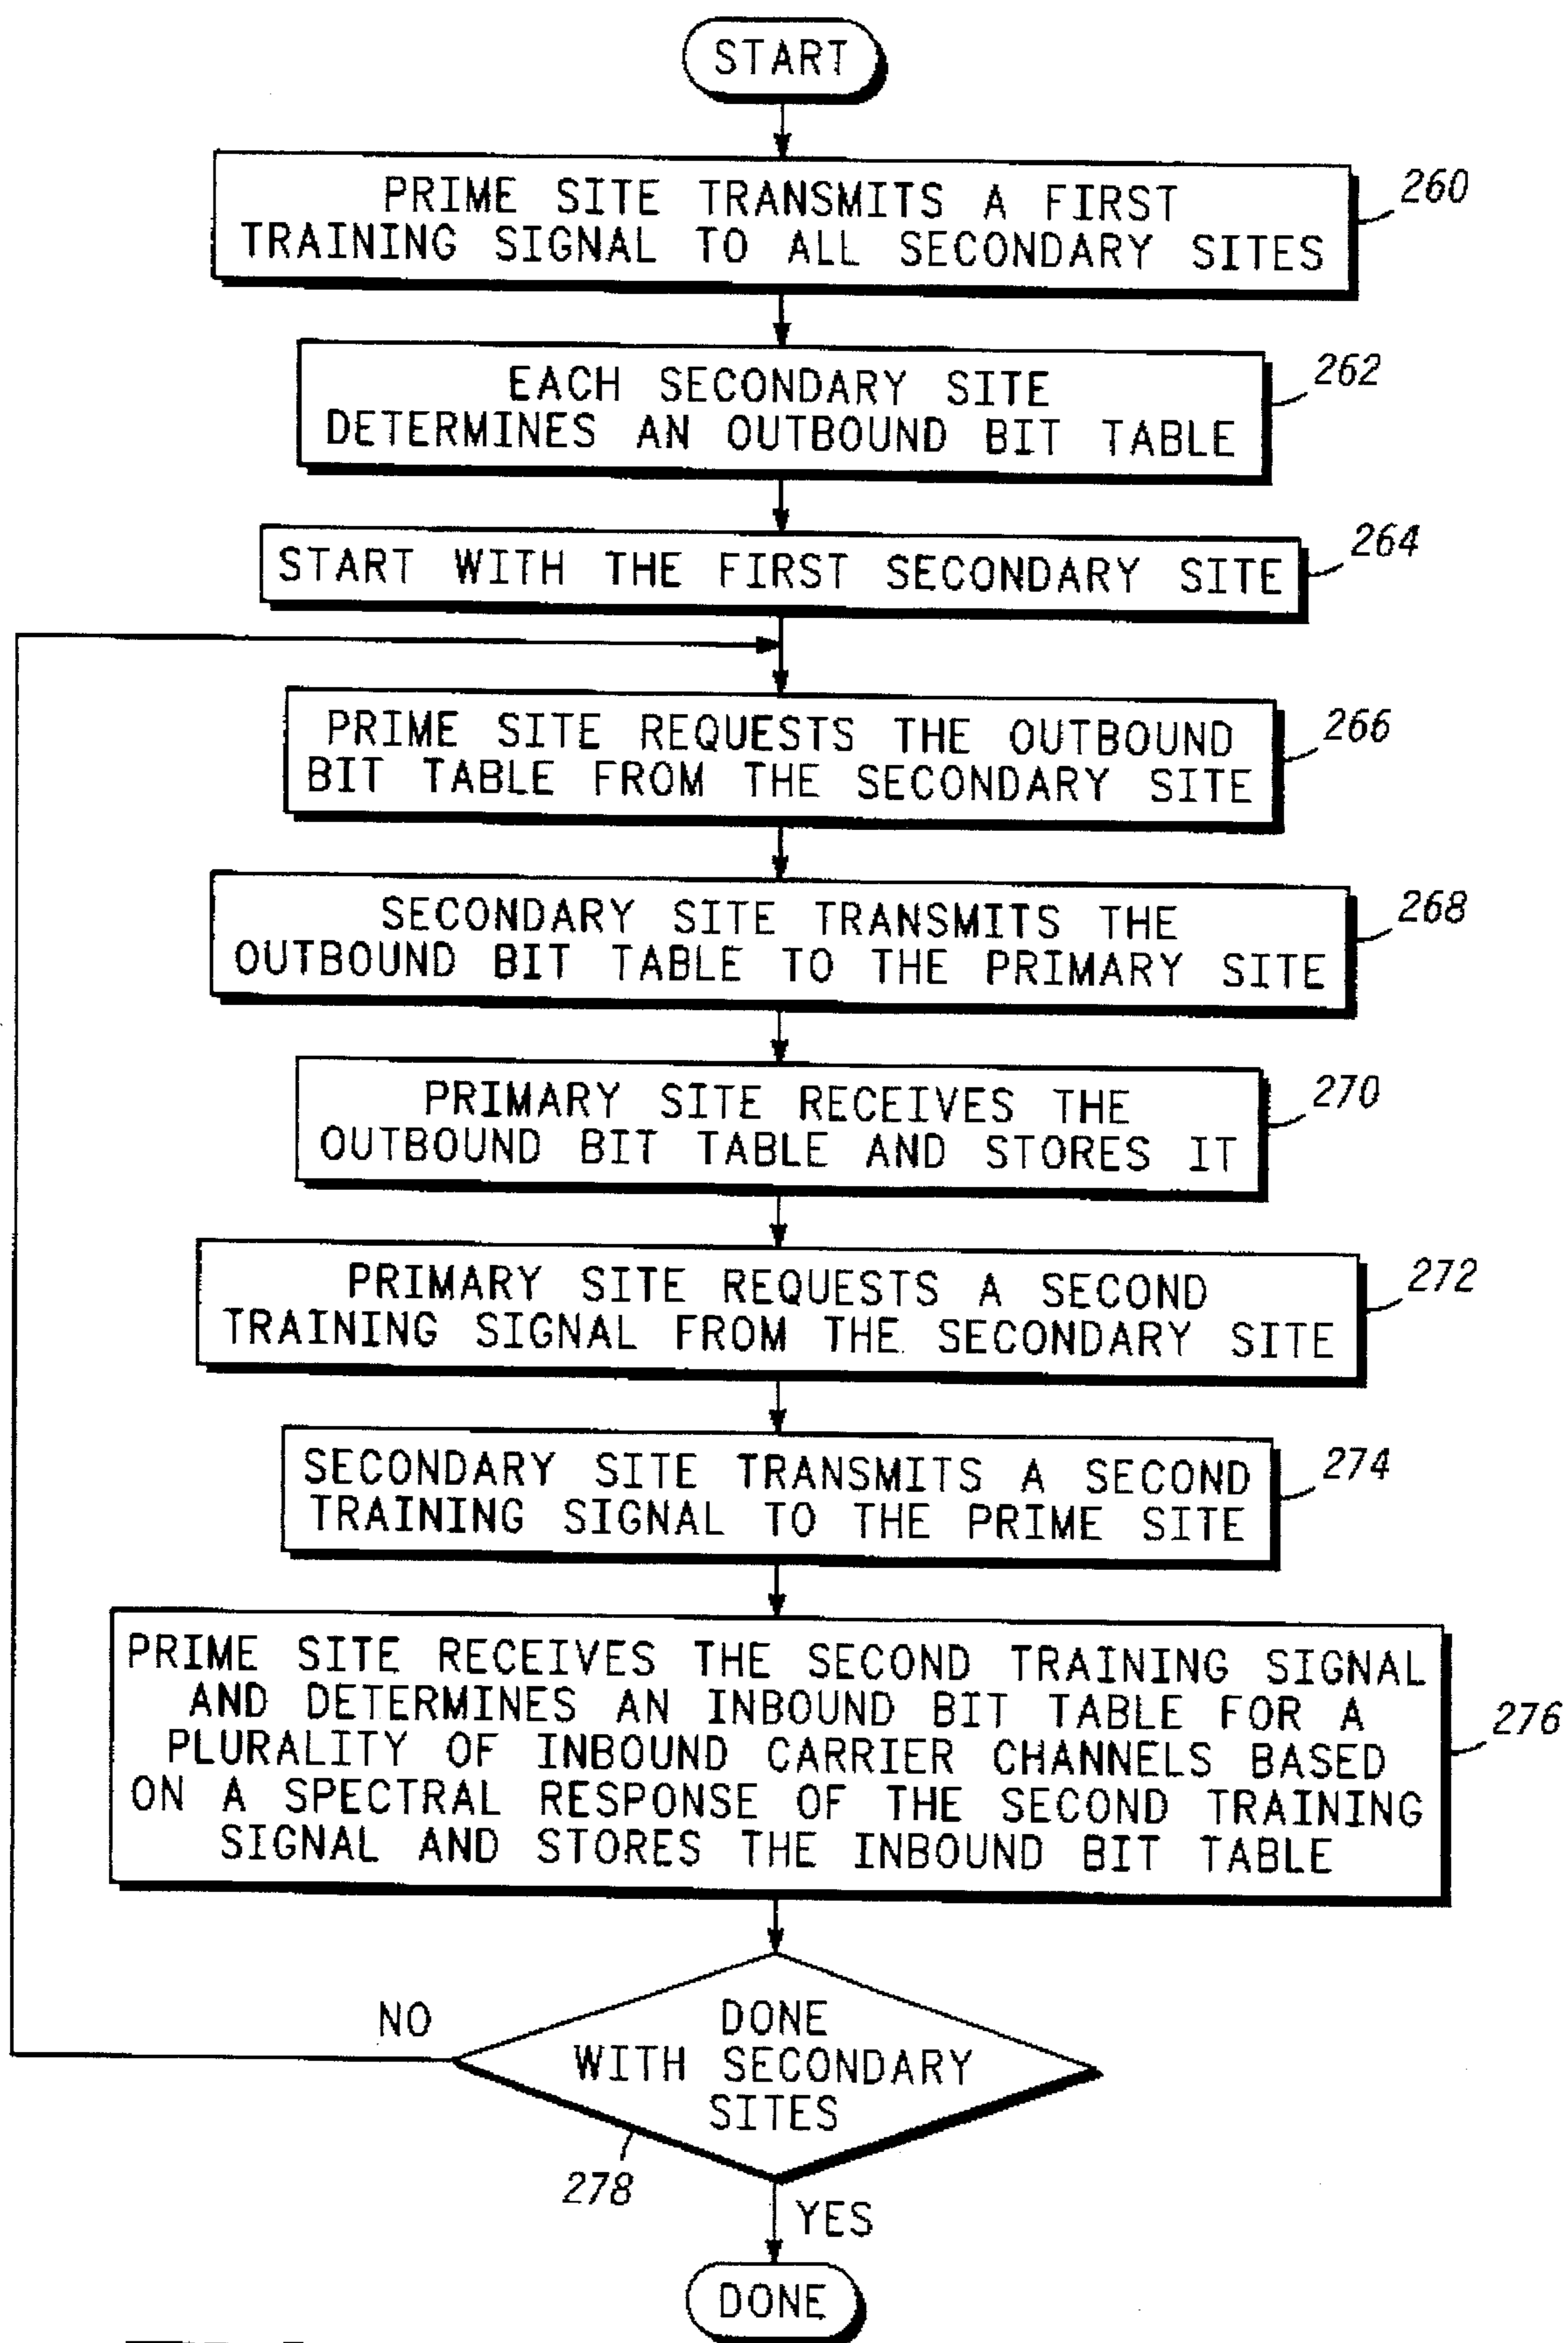 START
PRIME SITE TRANSMITS A FIRST
TRAINING SIGNAL TO ALL SECONDARY SITES
260
EACH SECONDARY SITE
DETERMINES AN OUTBOUND BIT TABLE
262
START WITH THE FIRST SECONDARY SITE
264
PRIME SITE REQUESTS THE OUTBOUND
BIT TABLE FROM THE SECONDARY SITE
266
SECONDARY SITE TRANSMITS THE
OUTBOUND BIT TABLE TO THE PRIMARY SITE
268
PRIMARY SITE RECEIVES THE
OUTBOUND BIT TABLE AND STORES IT
270
PRIMARY SITE REQUESTS A SECOND
TRAINING SIGNAL FROM THE SECONDARY SITE
272
SECONDARY SITE TRANSMITS A SECOND
TRAINING SIGNAL TO THE PRIME SITE
274
PRIME SITE RECEIVES THE SECOND TRAINING SIGNAL
AND DETERMINES AN INBOUND BIT TABLE FOR A
PLURALITY OF INBOUND CARRIER CHANNELS BASED
ON A SPECTRAL RESPONSE OF THE SECOND TRAINING
SIGNAL AND STORES THE INBOUND BIT TABLE
276
NO
DONE
WITH SECONDARY
SITES
278
YES
DONE